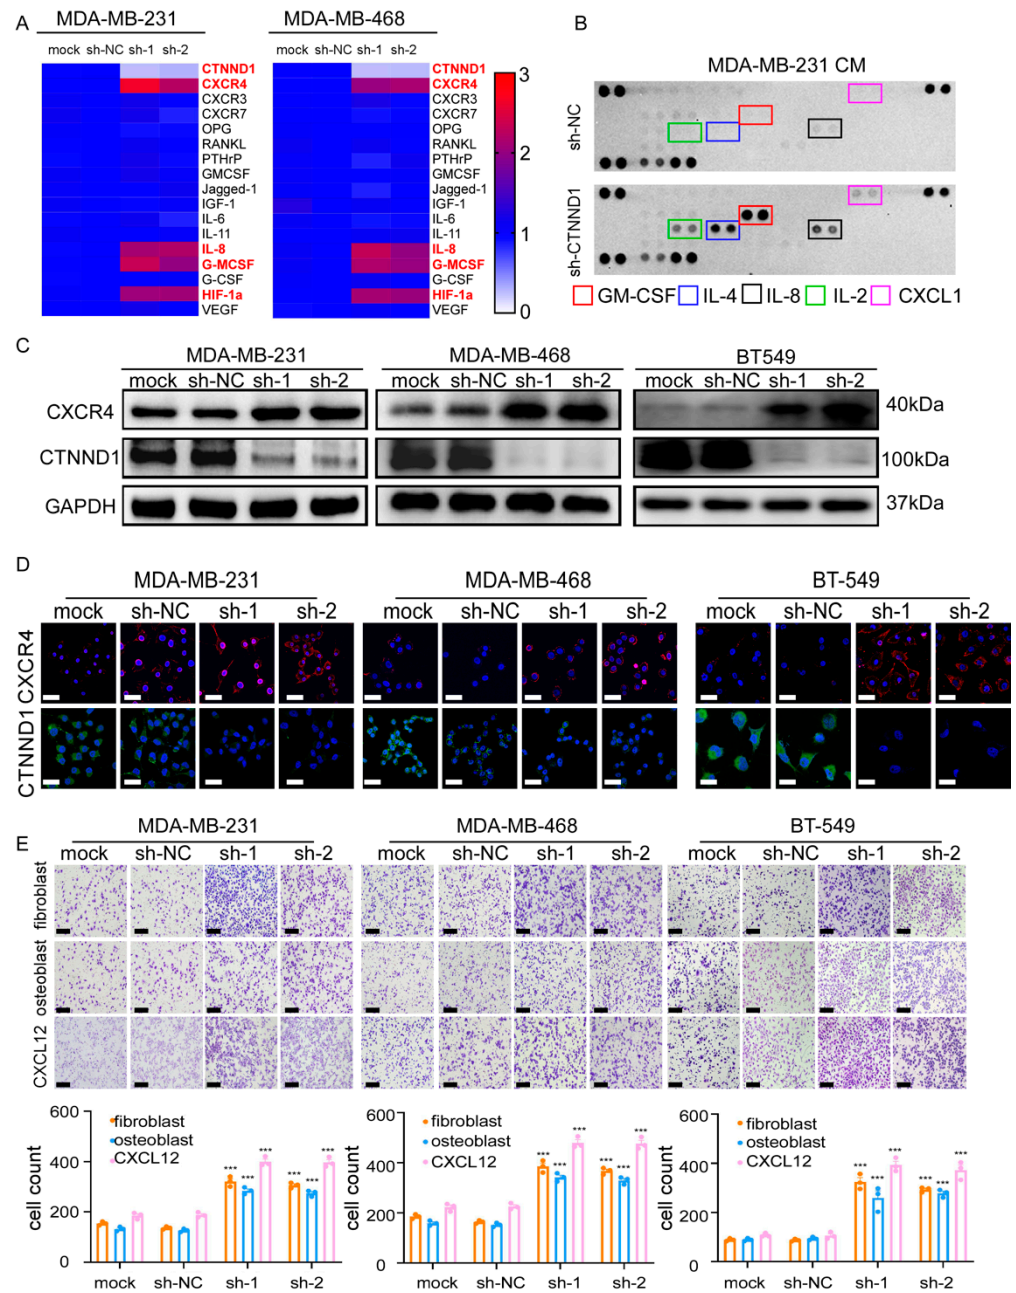 A
MDA-MB-231 MDA-MB-468
mock sh-NC sh-1 sh-2 mock sh-NC sh-1 sh-2
CTNND1 CTNND1
CXCR4 CXCR4
CXCR3 CXCR3
CXCR7 CXCR7
OPG OPG
RANKL RANKL
PTHrP PTHrP
GMCSF GMCSF
Jagged-1 Jagged-1
IGF-1 IGF-1
IL-6 IL-6
IL-11 IL-11
IL-8 IL-8
G-MCSF G-MCSF
G-CSF G-CSF
HIF-1a HIF-1a
VEGF VEGF
3
2
1
0
B
MDA-MB-231 CM
sh-NC
sh-CTNND1
GM-CSF IL-4 IL-8 IL-2 CXCL1
C
MDA-MB-231 MDA-MB-468 BT549
mock sh-NC sh-1 sh-2 mock sh-NC sh-1 sh-2 mock sh-NC sh-1 sh-2
CXCR4 40kDa
CTNND1 100kDa
GAPDH 37kDa
D
MDA-MB-231 MDA-MB-468 BT-549
mock sh-NC sh-1 sh-2 mock sh-NC sh-1 sh-2 mock sh-NC sh-1 sh-2
CXCR4
CTNND1
E
MDA-MB-231 MDA-MB-468 BT-549
mock sh-NC sh-1 sh-2 mock sh-NC sh-1 sh-2 mock sh-NC sh-1 sh-2
fibroblast
osteoblast
CXCL12
cell count
600
400
200
0
fibroblast
osteoblast
CXCL12
*** *** *** *** *** ***
mock sh-NC sh-1 sh-2
cell count
600
400
200
0
fibroblast
osteoblast
CXCL12
*** *** *** *** *** ***
mock sh-NC sh-1 sh-2
cell count
600
400
200
0
fibroblast
osteoblast
CXCL12
*** *** *** *** *** ***
mock sh-NC sh-1 sh-2